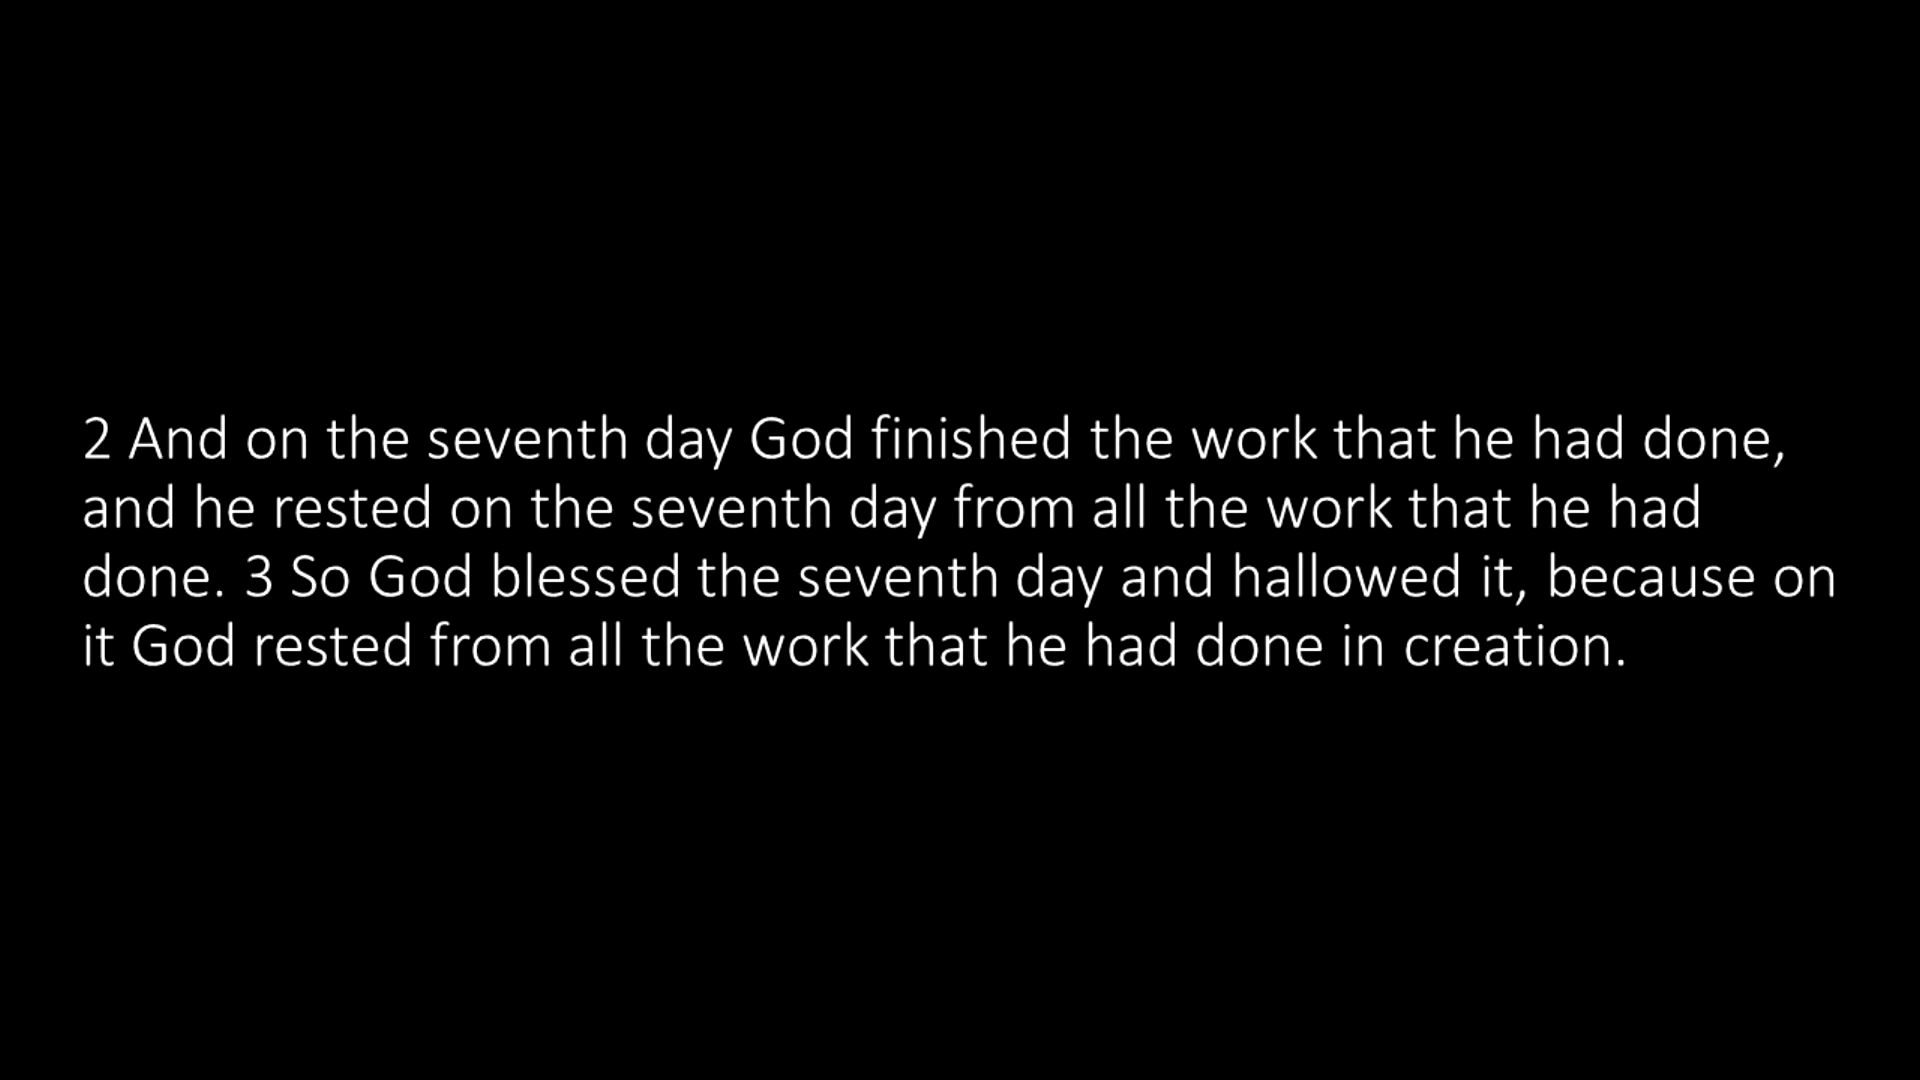 2 And on the seventh day God finished the work that he had done,
and he rested on the seventh day from all the work that he had
done. 3 So God blessed the seventh day and hallowed it, because on
it God rested from all the work that he had done in creation.